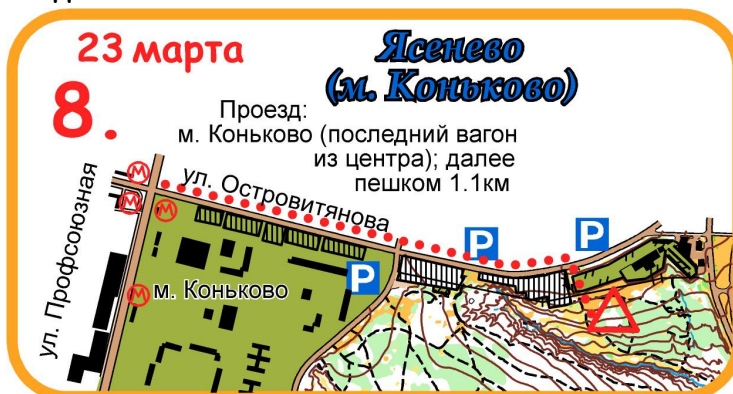 23 марта
8.
Ясенево
(м. Коньково)
Проезд:
м. Коньково (последний вагон
из центра); далее
пешком 1.1км
ул. Профсоюзная
ул. Островитянова
м. Коньково
М
М
М
М
P
P
P